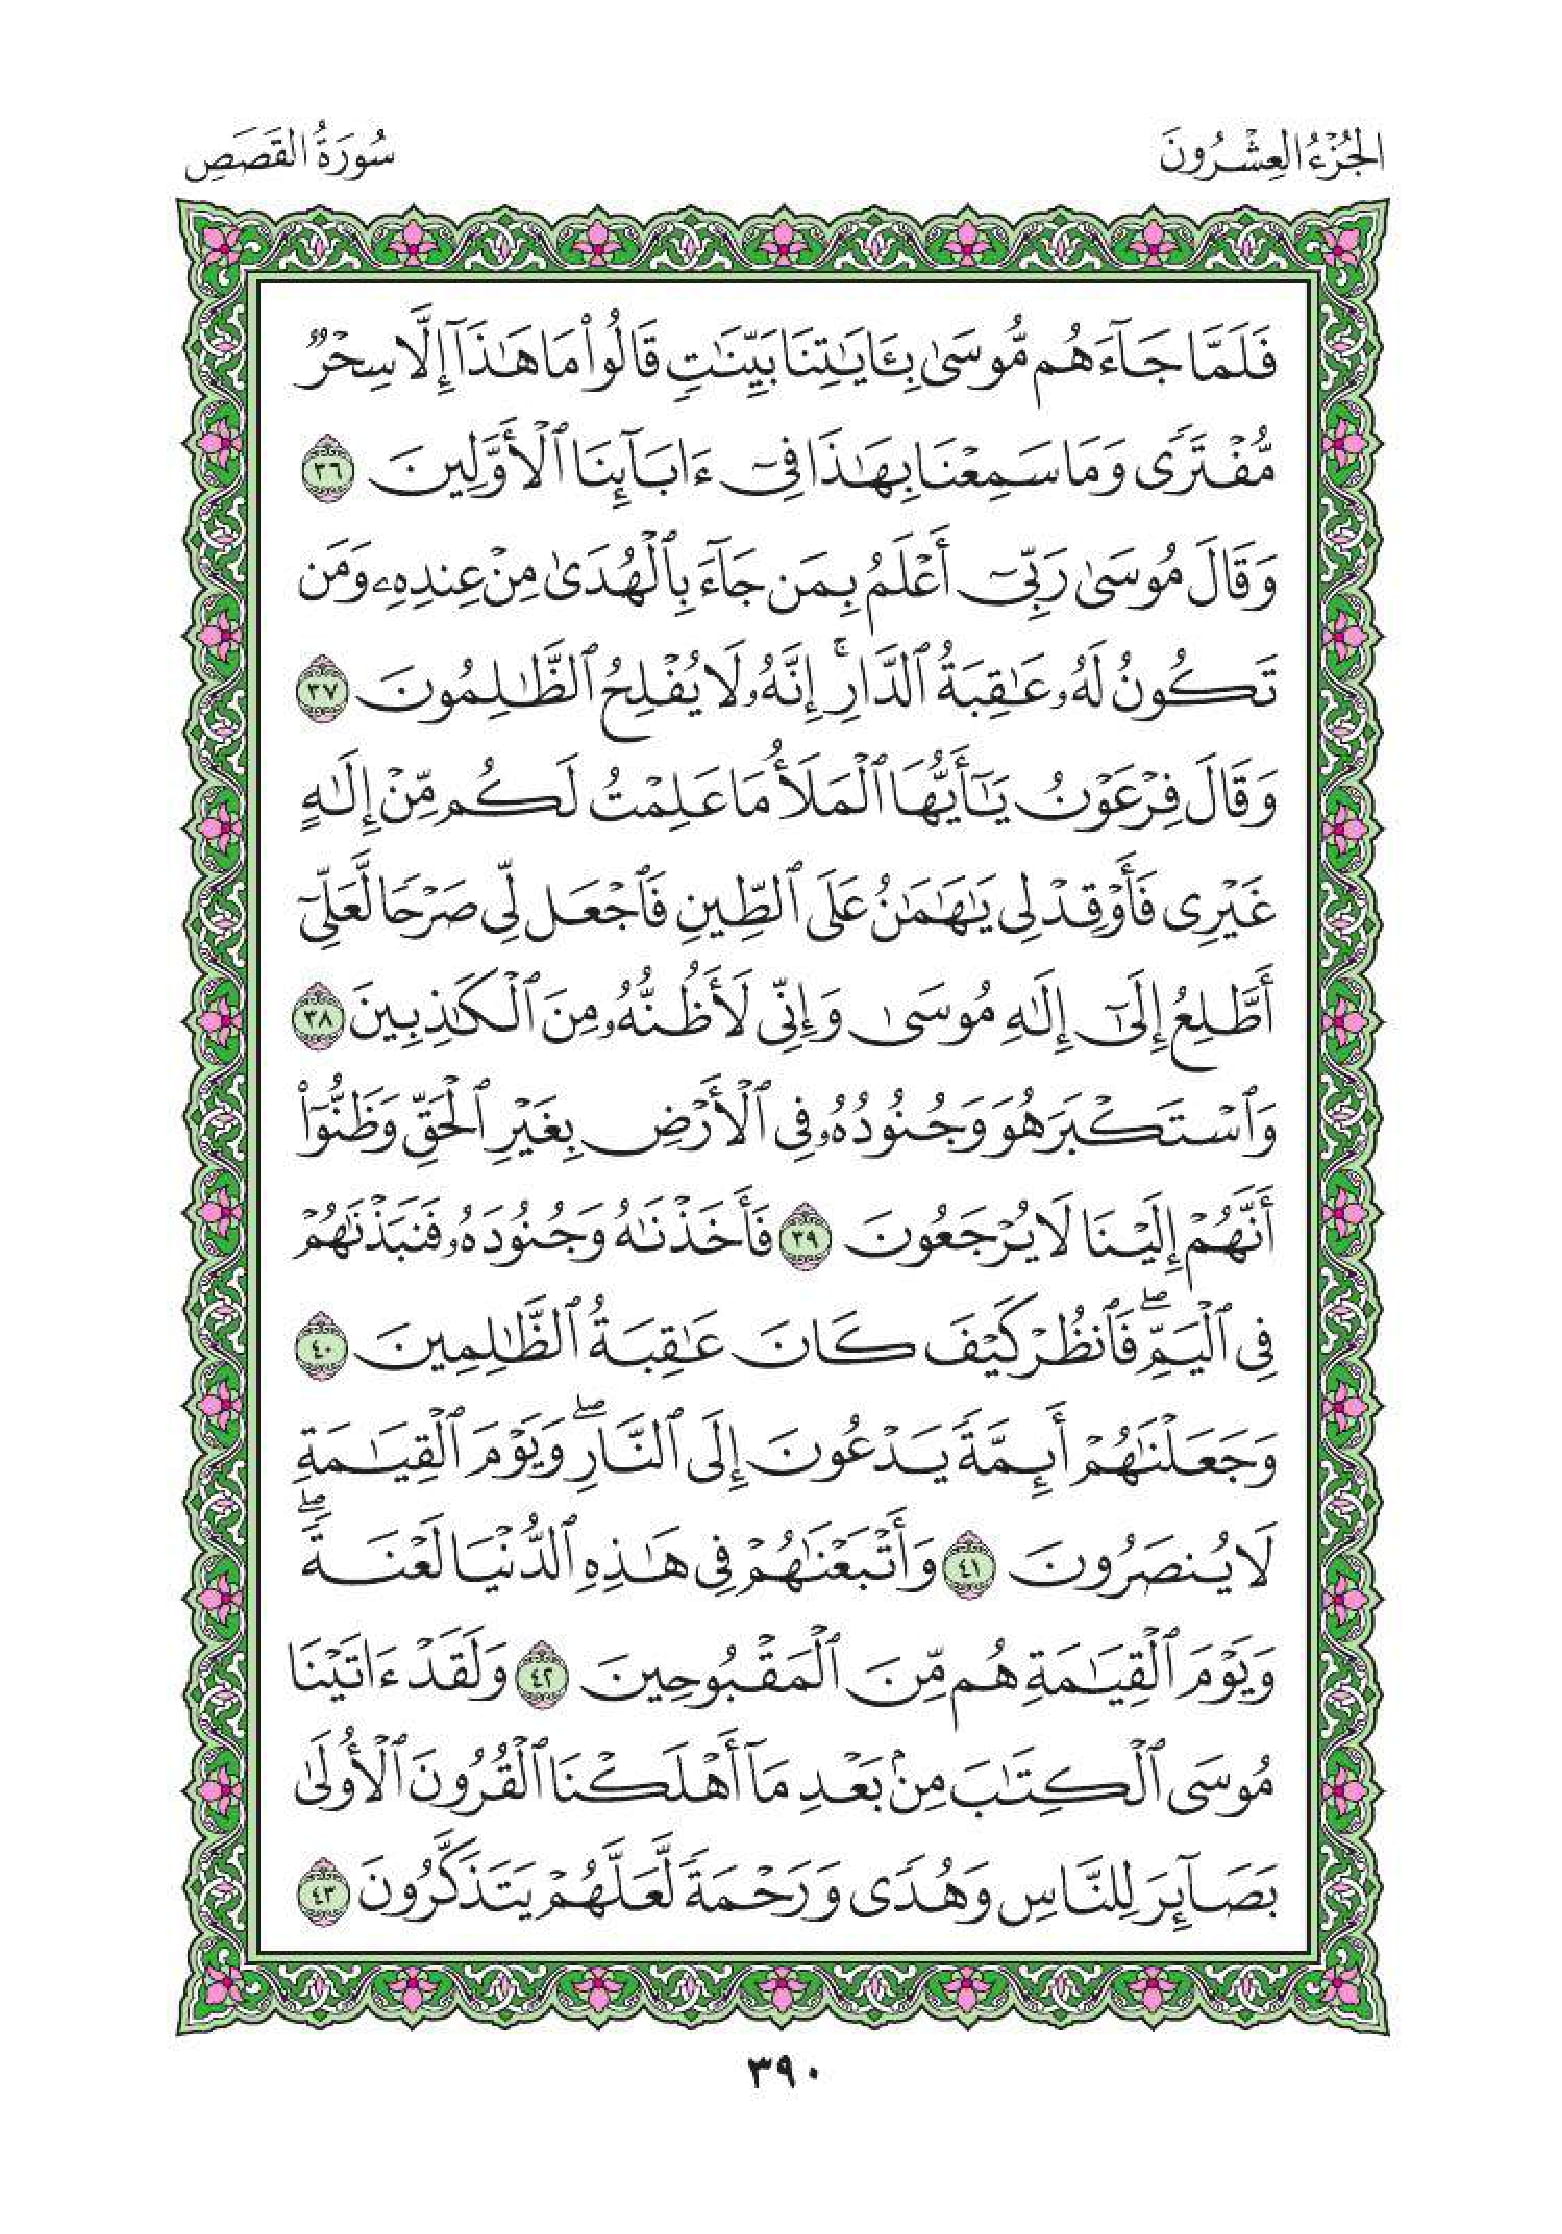 الجُزْءُ العِشْرُونَ
سُورَةُ القَصَصِ
فَلَمَّا جَآءَهُم مُّوسَىٰ بِـَٔايَٰتِنَا بَيِّنَٰتٍ قَالُوا۟ مَا هَٰذَآ إِلَّا سِحْرٌ
مُّفْتَرًى وَمَا سَمِعْنَا بِهَٰذَا فِىٓ ءَابَآئِنَا ٱلْأَوَّلِينَ ٣٦
وَقَالَ مُوسَىٰ رَبِّىٓ أَعْلَمُ بِمَن جَآءَ بِٱلْهُدَىٰ مِنْ عِندِهِۦ وَمَن
تَكُونُ لَهُۥ عَٰقِبَةُ ٱلدَّارِ ۚ إِنَّهُۥ لَا يُفْلِحُ ٱلظَّٰلِمُونَ ٣٧
وَقَالَ فِرْعَوْنُ يَٰٓأَيُّهَا ٱلْمَلَأُ مَا عَلِمْتُ لَكُم مِّنْ إِلَٰهٍ
غَيْرِى فَأَوْقِدْ لِى يَٰهَٰمَٰنُ عَلَى ٱلطِّينِ فَٱجْعَل لِّى صَرْحًا لَّعَلِّىٓ
أَطَّلِعُ إِلَىٰٓ إِلَٰهِ مُوسَىٰ وَإِنِّى لَأَظُنُّهُۥ مِنَ ٱلْكَٰذِبِينَ ٣٨
وَٱسْتَكْبَرَ هُوَ وَجُنُودُهُۥ فِى ٱلْأَرْضِ بِغَيْرِ ٱلْحَقِّ وَظَنُّوٓا۟
أَنَّهُمْ إِلَيْنَا لَا يُرْجَعُونَ ٣٩ فَأَخَذْنَٰهُ وَجُنُودَهُۥ فَنَبَذْنَٰهُمْ
فِى ٱلْيَمِّ ۖ فَٱنظُرْ كَيْفَ كَانَ عَٰقِبَةُ ٱلظَّٰلِمِينَ ٤٠
وَجَعَلْنَٰهُمْ أَئِمَّةً يَدْعُونَ إِلَى ٱلنَّارِ ۖ وَيَوْمَ ٱلْقِيَٰمَةِ
لَا يُنصَرُونَ ٤١ وَأَتْبَعْنَٰهُمْ فِى هَٰذِهِ ٱلدُّنْيَا لَعْنَةً ۖ
وَيَوْمَ ٱلْقِيَٰمَةِ هُم مِّنَ ٱلْمَقْبُوحِينَ ٤٢ وَلَقَدْ ءَاتَيْنَا
مُوسَى ٱلْكِتَٰبَ مِنۢ بَعْدِ مَآ أَهْلَكْنَا ٱلْقُرُونَ ٱلْأُولَىٰ
بَصَآئِرَ لِلنَّاسِ وَهُدًى وَرَحْمَةً لَّعَلَّهُمْ يَتَذَكَّرُونَ ٤٣
٣٩٠